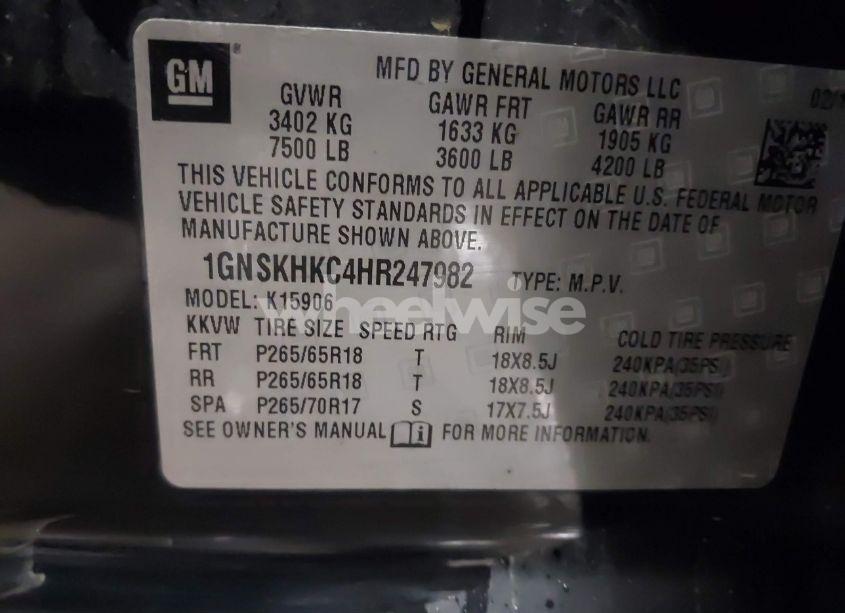 GM
MFD BY GENERAL MOTORS LLC
GVWR GAWR FRT GAWR RR
3402 KG 1633 KG 1905 KG
7500 LB 3600 LB 4200 LB
THIS VEHICLE CONFORMS TO ALL APPLICABLE U.S. FEDERAL MOTOR
VEHICLE SAFETY STANDARDS IN EFFECT ON THE DATE OF
MANUFACTURE SHOWN ABOVE.
1GNSKHKC4HR247982 TYPE: M.P.V.
MODEL: K15906
wheelwise
KKVW TIRE SIZE SPEED RTG RIM COLD TIRE PRESSURE
FRT P265/65R18 T 18X8.5J 240KPA(35PSI)
RR P265/65R18 T 18X8.5J 240KPA(35PSI)
SPA P265/70R17 S 17X7.5J 240KPA(35PSI)
SEE OWNER'S MANUAL i FOR MORE INFORMATION.